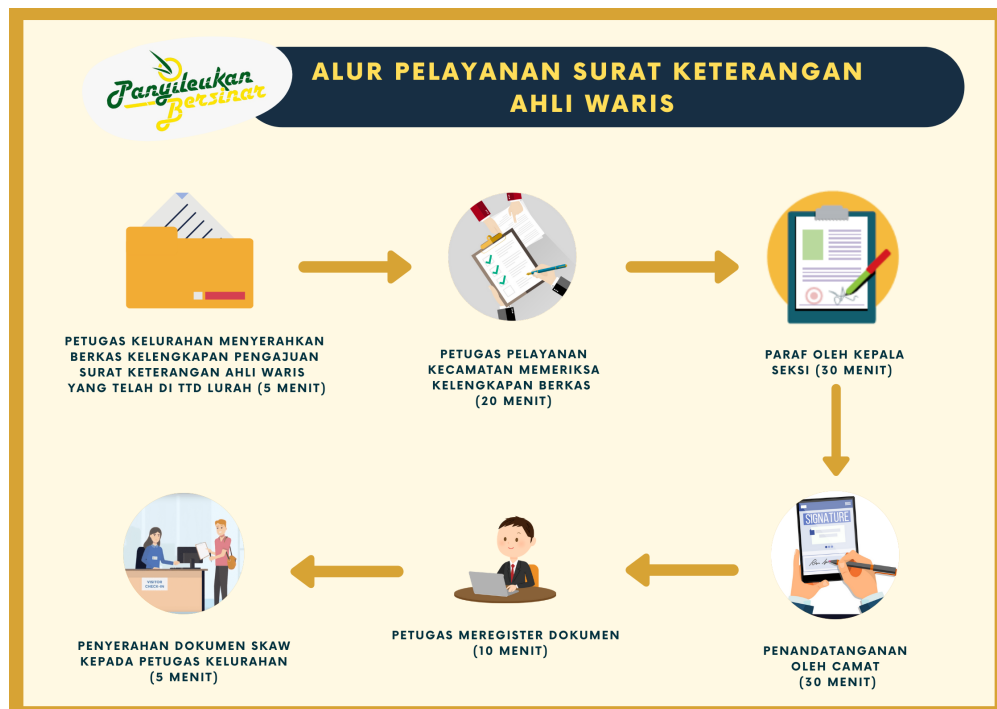 Panyileukan
Bersinar
ALUR PELAYANAN SURAT KETERANGAN
AHLI WARIS
PETUGAS KELURAHAN MENYERAHKAN
BERKAS KELENGKAPAN PENGAJUAN
SURAT KETERANGAN AHLI WARIS
YANG TELAH DI TTD LURAH (5 MENIT)
PETUGAS PELAYANAN
KECAMATAN MEMERIKSA
KELENGKAPAN BERKAS
(20 MENIT)
PARAF OLEH KEPALA
SEKSI (30 MENIT)
SIGNATURE
PENANDATANGANAN
OLEH CAMAT
(30 MENIT)
PETUGAS MEREGISTER DOKUMEN
(10 MENIT)
VISITOR
CHECK-IN
PENYERAHAN DOKUMEN SKAW
KEPADA PETUGAS KELURAHAN
(5 MENIT)